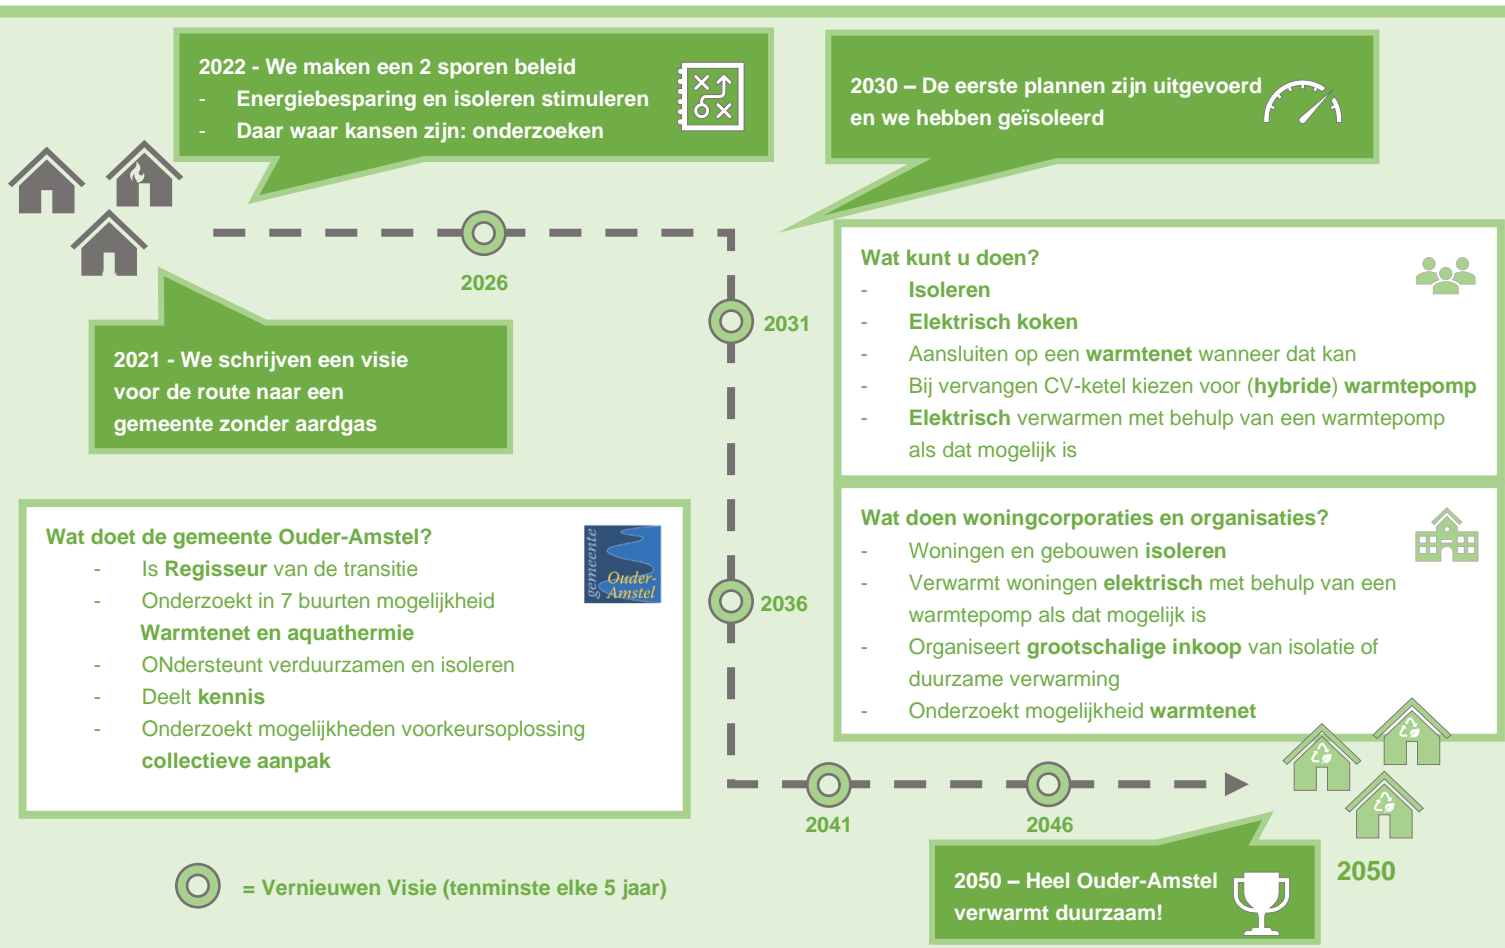 2022 - We maken een 2 sporen beleid
- Energiebesparing en isoleren stimuleren
- Daar waar kansen zijn: onderzoeken
2030 – De eerste plannen zijn uitgevoerd
en we hebben geïsoleerd
2026
2031
2021 - We schrijven een visie
voor de route naar een
gemeente zonder aardgas
Wat kunt u doen?
- Isoleren
- Elektrisch koken
- Aansluiten op een warmtenet wanneer dat kan
- Bij vervangen CV-ketel kiezen voor (hybride) warmtepomp
- Elektrisch verwarmen met behulp van een warmtepomp
als dat mogelijk is
Wat doet de gemeente Ouder-Amstel?
- Is Regisseur van de transitie
- Onderzoekt in 7 buurten mogelijkheid
Warmtenet en aquathermie
- ONdersteunt verduurzamen en isoleren
- Deelt kennis
- Onderzoekt mogelijkheden voorkeursoplossing
collectieve aanpak
gemeente
Ouder-
Amstel
2036
Wat doen woningcorporaties en organisaties?
- Woningen en gebouwen isoleren
- Verwarmt woningen elektrisch met behulp van een
warmtepomp als dat mogelijk is
- Organiseert grootschalige inkoop van isolatie of
duurzame verwarming
- Onderzoekt mogelijkheid warmtenet
2041
2046
2050
= Vernieuwen Visie (tenminste elke 5 jaar)
2050 – Heel Ouder-Amstel
verwarmt duurzaam!